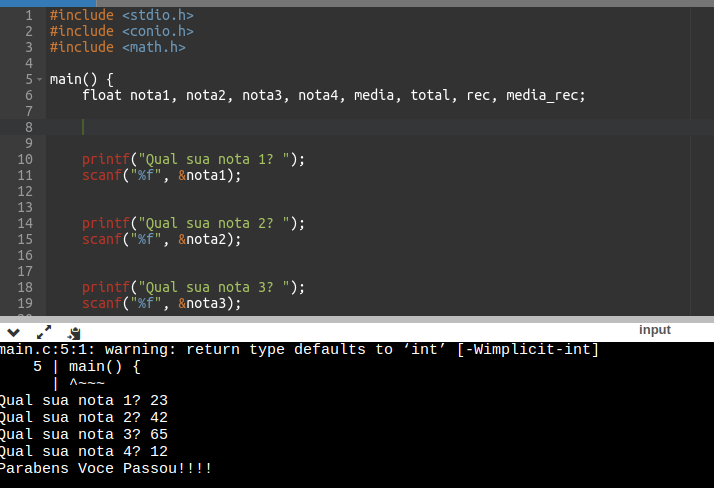 1 #include <stdio.h>
2 #include <conio.h>
3 #include <math.h>
4
5 main() {
6 float nota1, nota2, nota3, nota4, media, total, rec, media_rec;
7
8
9
10 printf("Qual sua nota 1? ");
11 scanf("%f", &nota1);
12
13
14 printf("Qual sua nota 2? ");
15 scanf("%f", &nota2);
16
17
18 printf("Qual sua nota 3? ");
19 scanf("%f", &nota3);
input
main.c:5:1: warning: return type defaults to ‘int’ [-Wimplicit-int]
5 | main() {
| ^~~~
Qual sua nota 1? 23
Qual sua nota 2? 42
Qual sua nota 3? 65
Qual sua nota 4? 12
Parabens Voce Passou!!!!